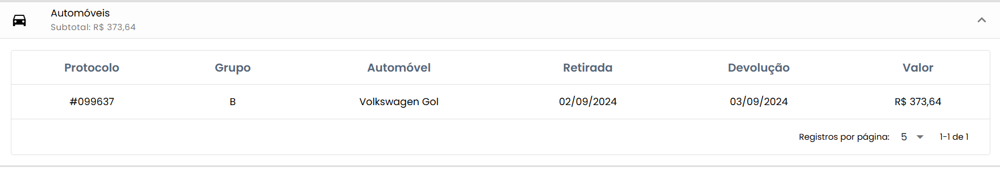 Automóveis
Subtotal: R$ 373,64
Protocolo Grupo Automóvel Retirada Devolução Valor
#099637 B Volkswagen Gol 02/09/2024 03/09/2024 R$ 373,64
Registros por página: 5 1-1 de 1